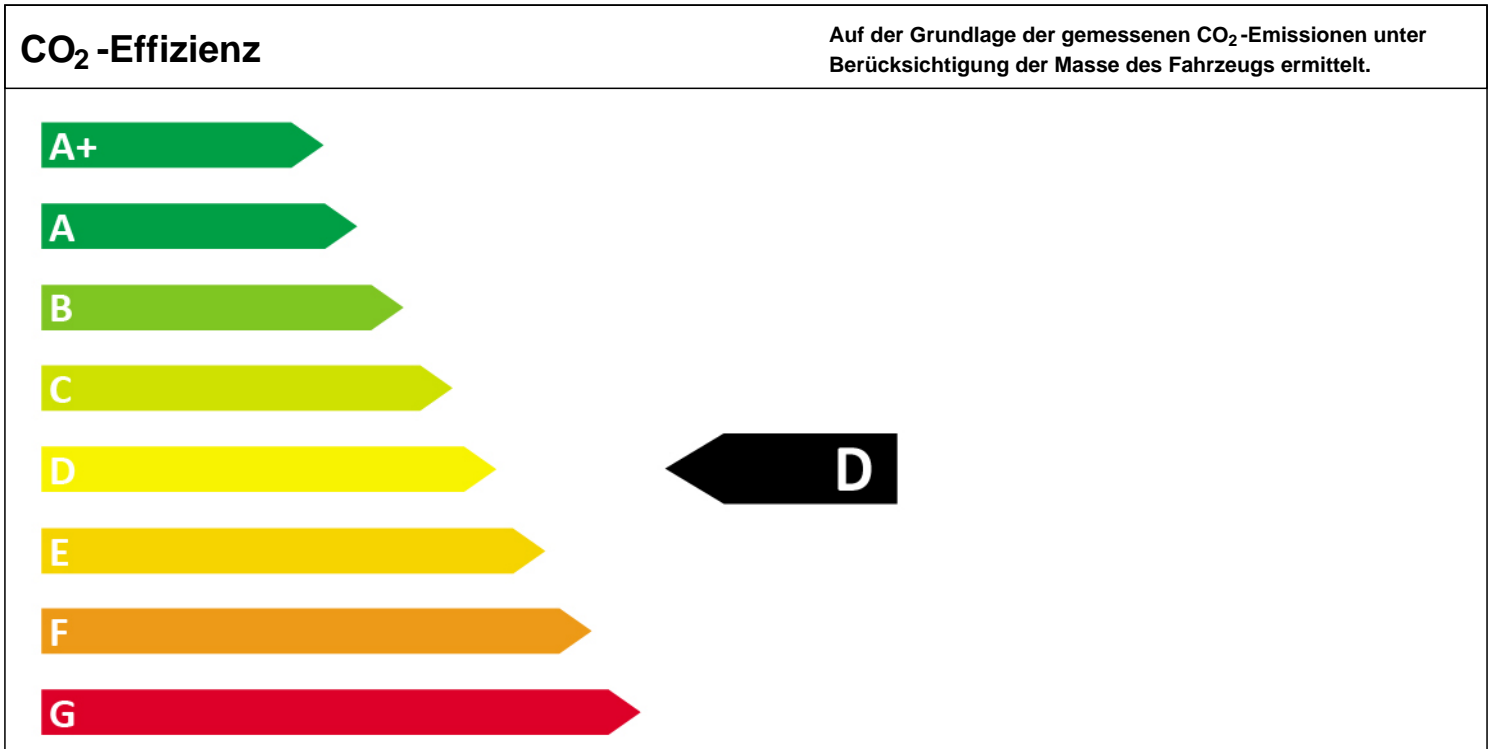 CO₂-Effizienz
Auf der Grundlage der gemessenen CO₂-Emissionen unter
Berücksichtigung der Masse des Fahrzeugs ermittelt.
A+
A
B
C
D
D
E
F
G